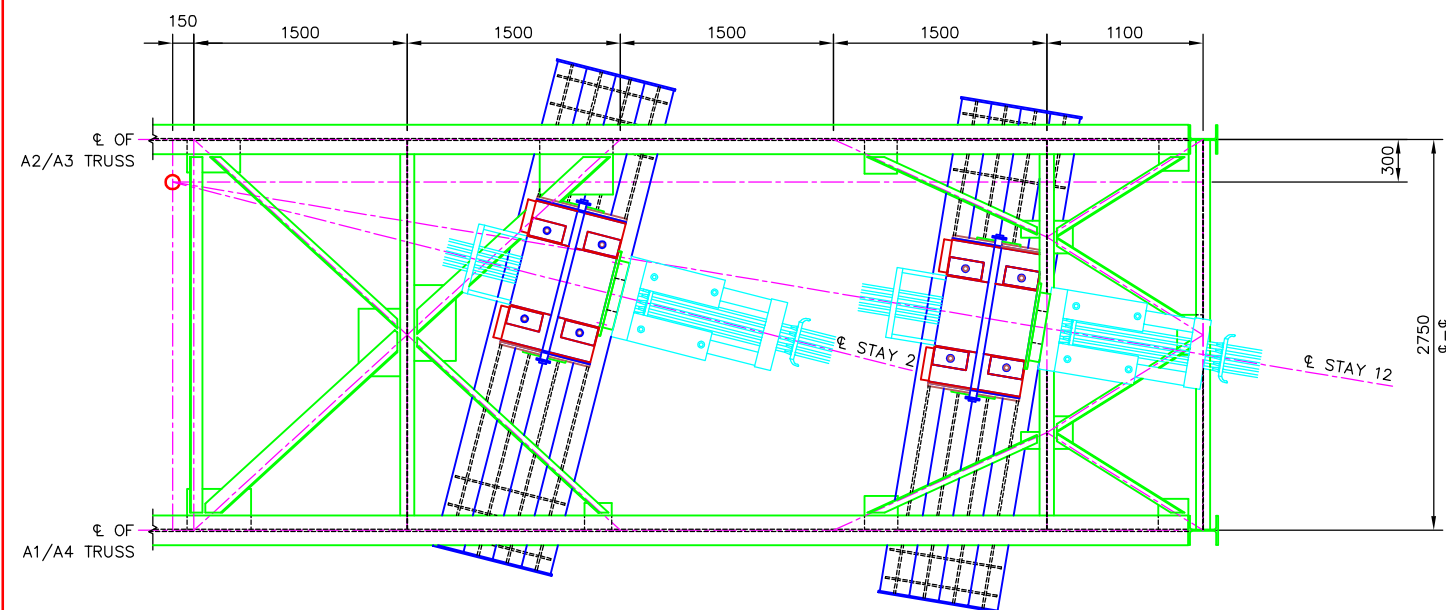 150
1500
1500
1500
1500
1100
℄ OF
A2/A3 TRUSS
300
2750
℄-℄
℄ STAY 2
℄ STAY 12
℄ OF
A1/A4 TRUSS